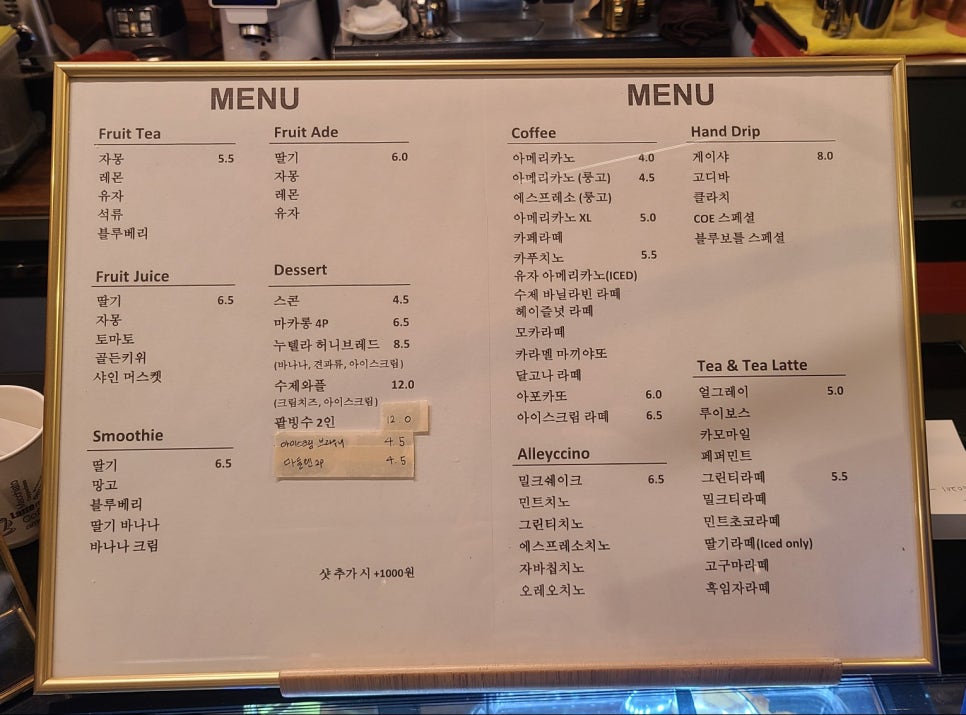 MENU
Fruit Tea
자몽 5.5
레몬
유자
석류
블루베리
Fruit Juice
딸기 6.5
자몽
토마토
골든키위
샤인 머스켓
Smoothie
딸기 6.5
망고
블루베리
딸기 바나나
바나나 크림
Fruit Ade
딸기 6.0
자몽
레몬
유자
Dessert
스콘 4.5
마카롱 4P 6.5
누텔라 허니브레드 8.5
(바나나, 견과류, 아이스크림)
수제와플 12.0
(크림치즈, 아이스크림)
팥빙수 2인 12 0
아이스크림 브라우니 4.5
마들렌 2P 4.5
샷 추가 시 +1000원
MENU
Coffee
아메리카노 4.0
아메리카노 (룽고) 4.5
에스프레소 (룽고)
아메리카노 XL 5.0
카페라떼
카푸치노 5.5
유자 아메리카노(ICED)
수제 바닐라빈 라떼
헤이즐넛 라떼
모카라떼
카라멜 마끼야또
달고나 라떼
아포카또 6.0
아이스크림 라떼 6.5
Alleyccino
밀크쉐이크 6.5
민트치노
그린티치노
에스프레소치노
자바칩치노
오레오치노
Hand Drip
게이샤 8.0
고디바
클라치
COE 스페셜
블루보틀 스페셜
Tea & Tea Latte
얼그레이 5.0
루이보스
카모마일
페퍼민트
그린티라떼 5.5
밀크티라떼
민트초코라떼
딸기라떼(Iced only)
고구마라떼
흑임자라떼